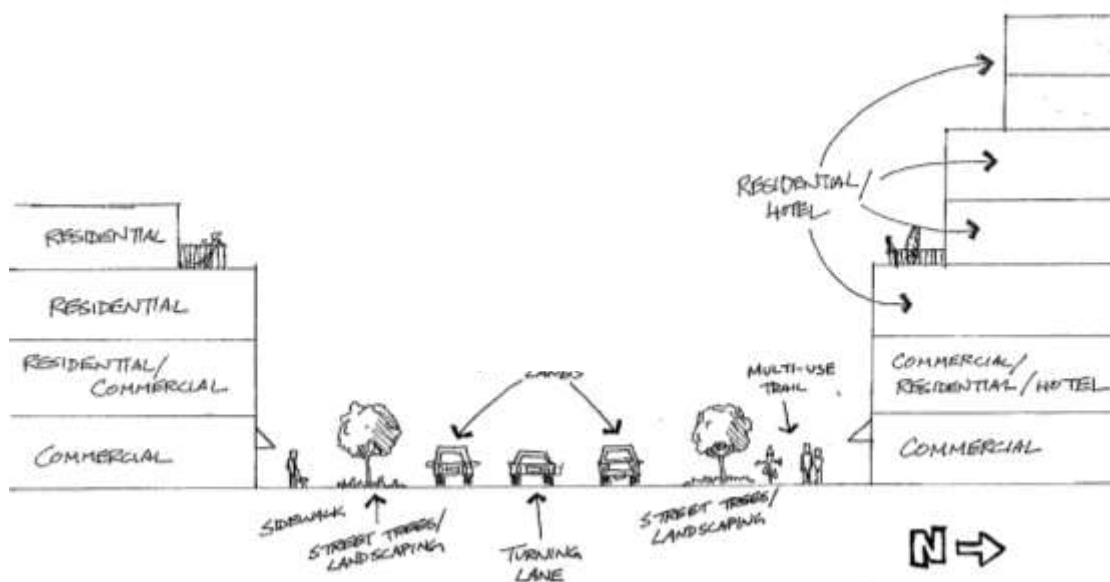 RESIDENTIAL
RESIDENTIAL
RESIDENTIAL/
COMMERCIAL
COMMERCIAL
SIDEWALK
STREET TREES/
LANDSCAPING
TURNING
LANE
STREET TREES/
LANDSCAPING
MULTI-USE
TRAIL
RESIDENTIAL/
HOTEL
COMMERCIAL/
RESIDENTIAL/HOTEL
COMMERCIAL
N